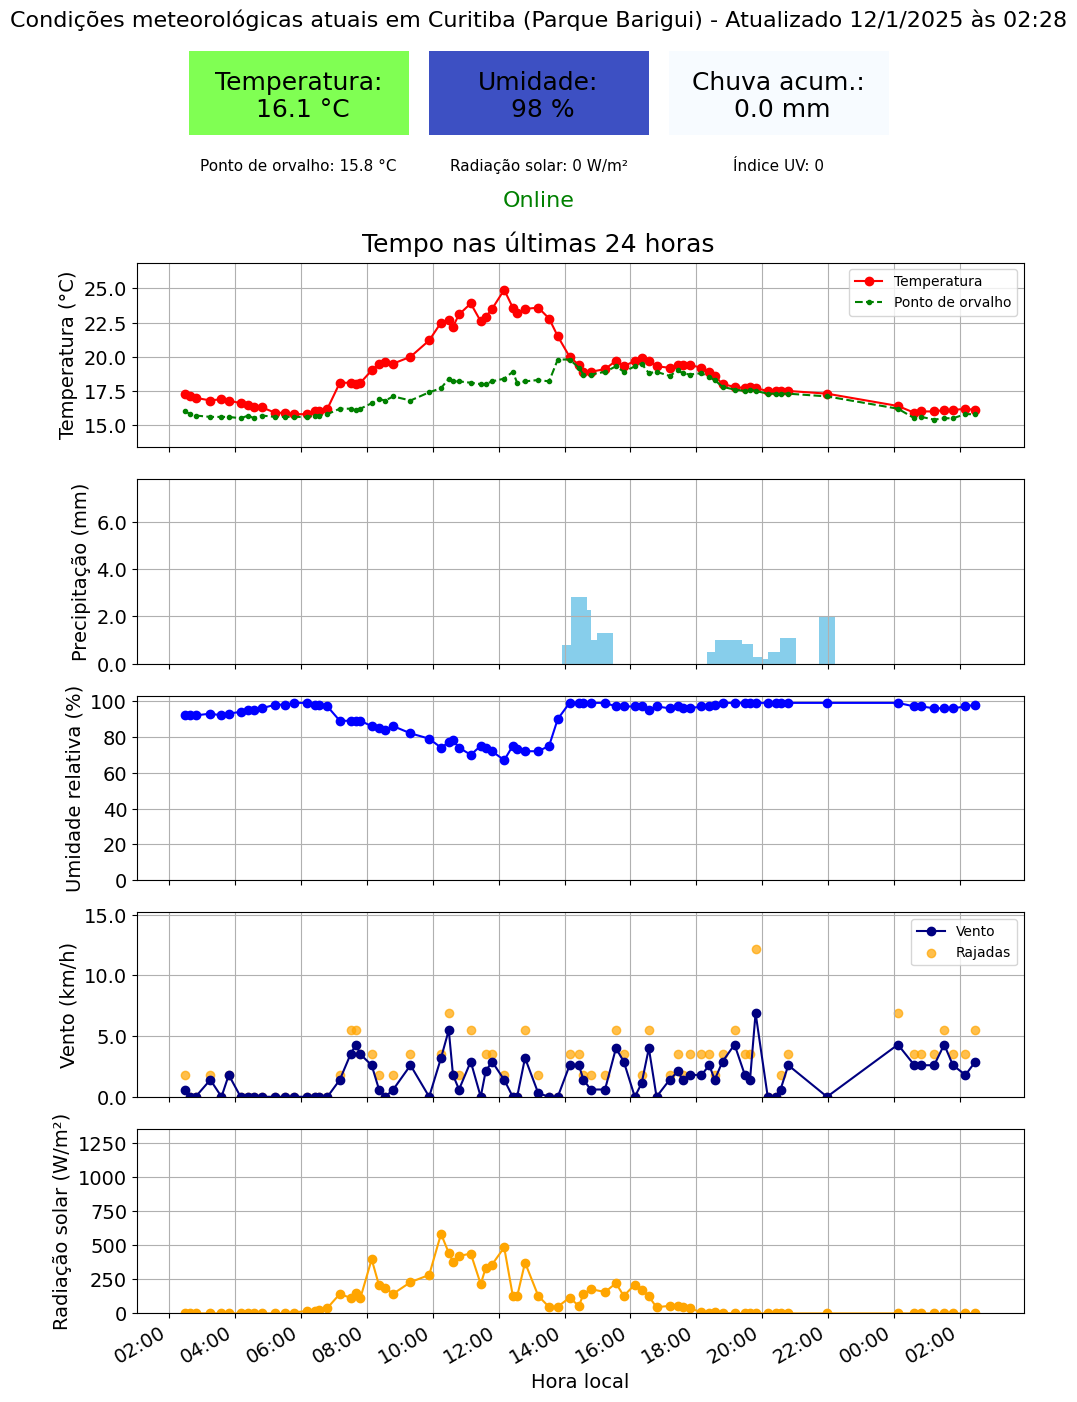 Condições meteorológicas atuais em Curitiba (Parque Barigui) - Atualizado 12/1/2025 às 02:28
Temperatura:
16.1 °C
Umidade:
98 %
Chuva acum.:
0.0 mm
Ponto de orvalho: 15.8 °C
Radiação solar: 0 W/m²
Índice UV: 0
Online
Tempo nas últimas 24 horas
Temperatura (°C)
25.0
22.5
20.0
17.5
15.0
Temperatura
Ponto de orvalho
Precipitação (mm)
6.0
4.0
2.0
0.0
Umidade relativa (%)
100
80
60
40
20
0
Vento (km/h)
15.0
10.0
5.0
0.0
Vento
Rajadas
Radiação solar (W/m²)
1250
1000
750
500
250
0
02:00
04:00
06:00
08:00
10:00
12:00
14:00
16:00
18:00
20:00
22:00
00:00
02:00
Hora local